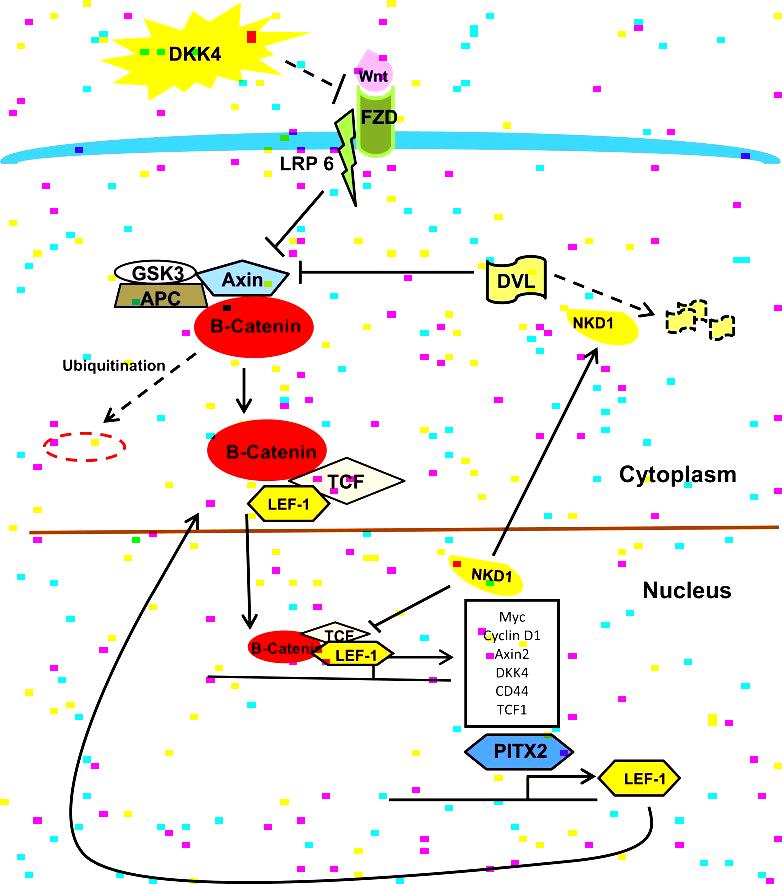 DKK4
Wnt
FZD
LRP 6
GSK3
Axin
APC
DVL
B-Catenin
NKD1
Ubiquitination
B-Catenin
TCF
LEF-1
Cytoplasm
NKD1
Nucleus
TCF
B-Catenin
LEF-1
Myc
Cyclin D1
Axin2
DKK4
CD44
TCF1
PITX2
LEF-1